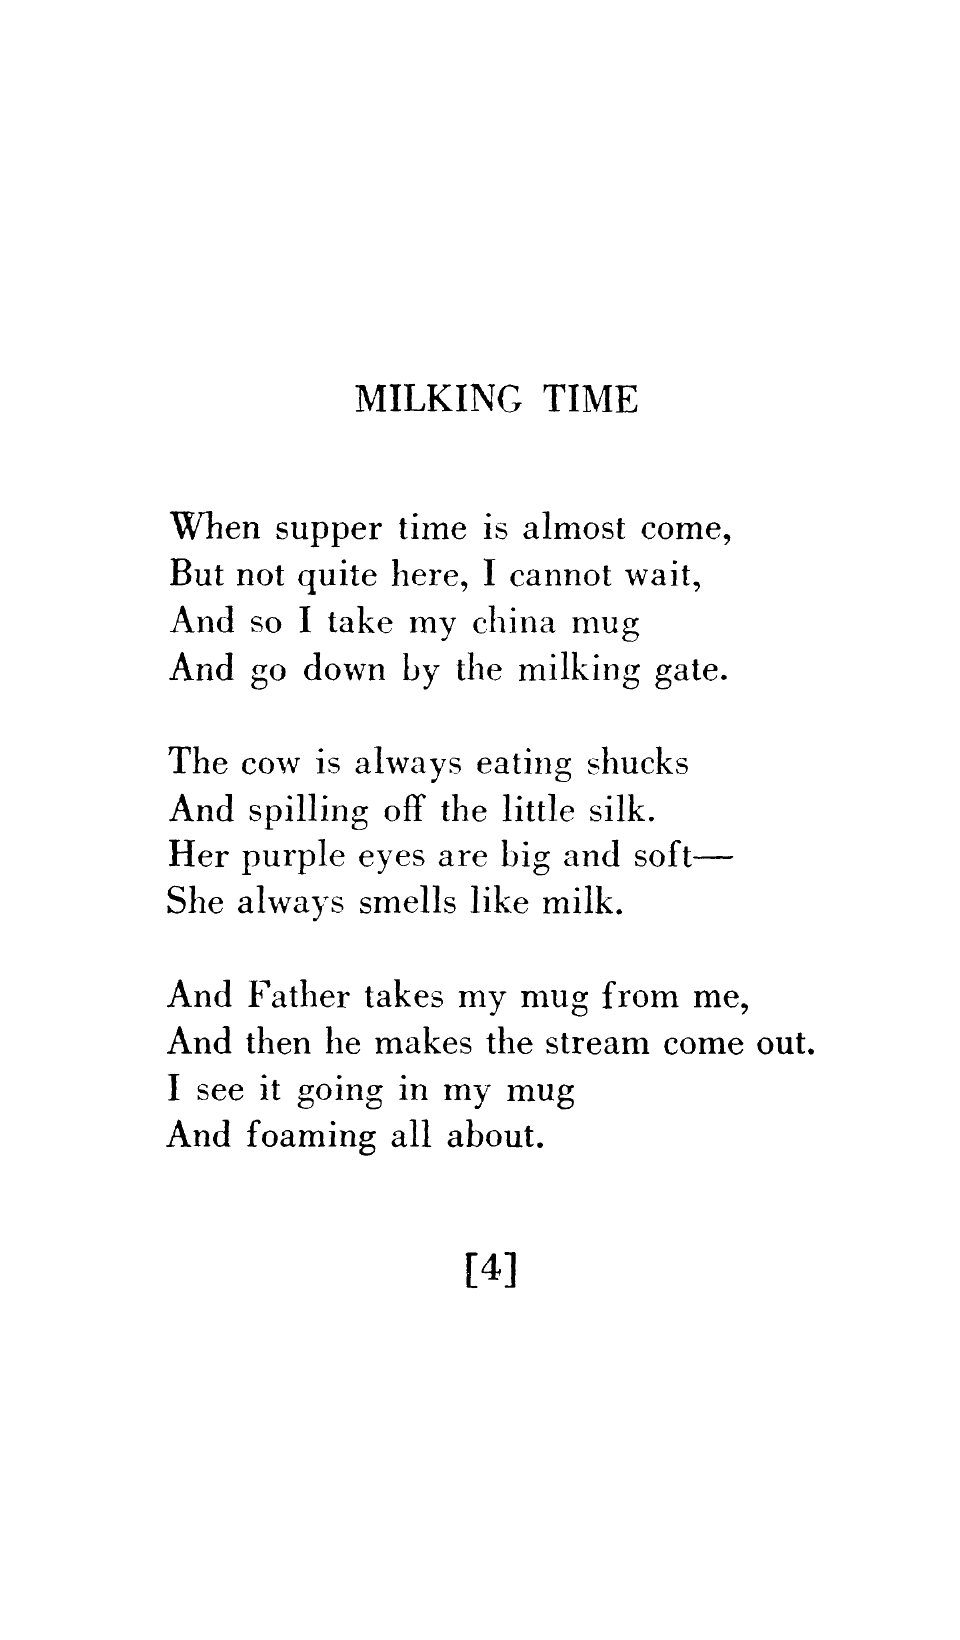 MILKING TIME
When supper time is almost come,
But not quite here, I cannot wait,
And so I take my china mug
And go down by the milking gate.
The cow is always eating shucks
And spilling off the little silk.
Her purple eyes are big and soft—
She always smells like milk.
And Father takes my mug from me,
And then he makes the stream come out.
I see it going in my mug
And foaming all about.
[4]